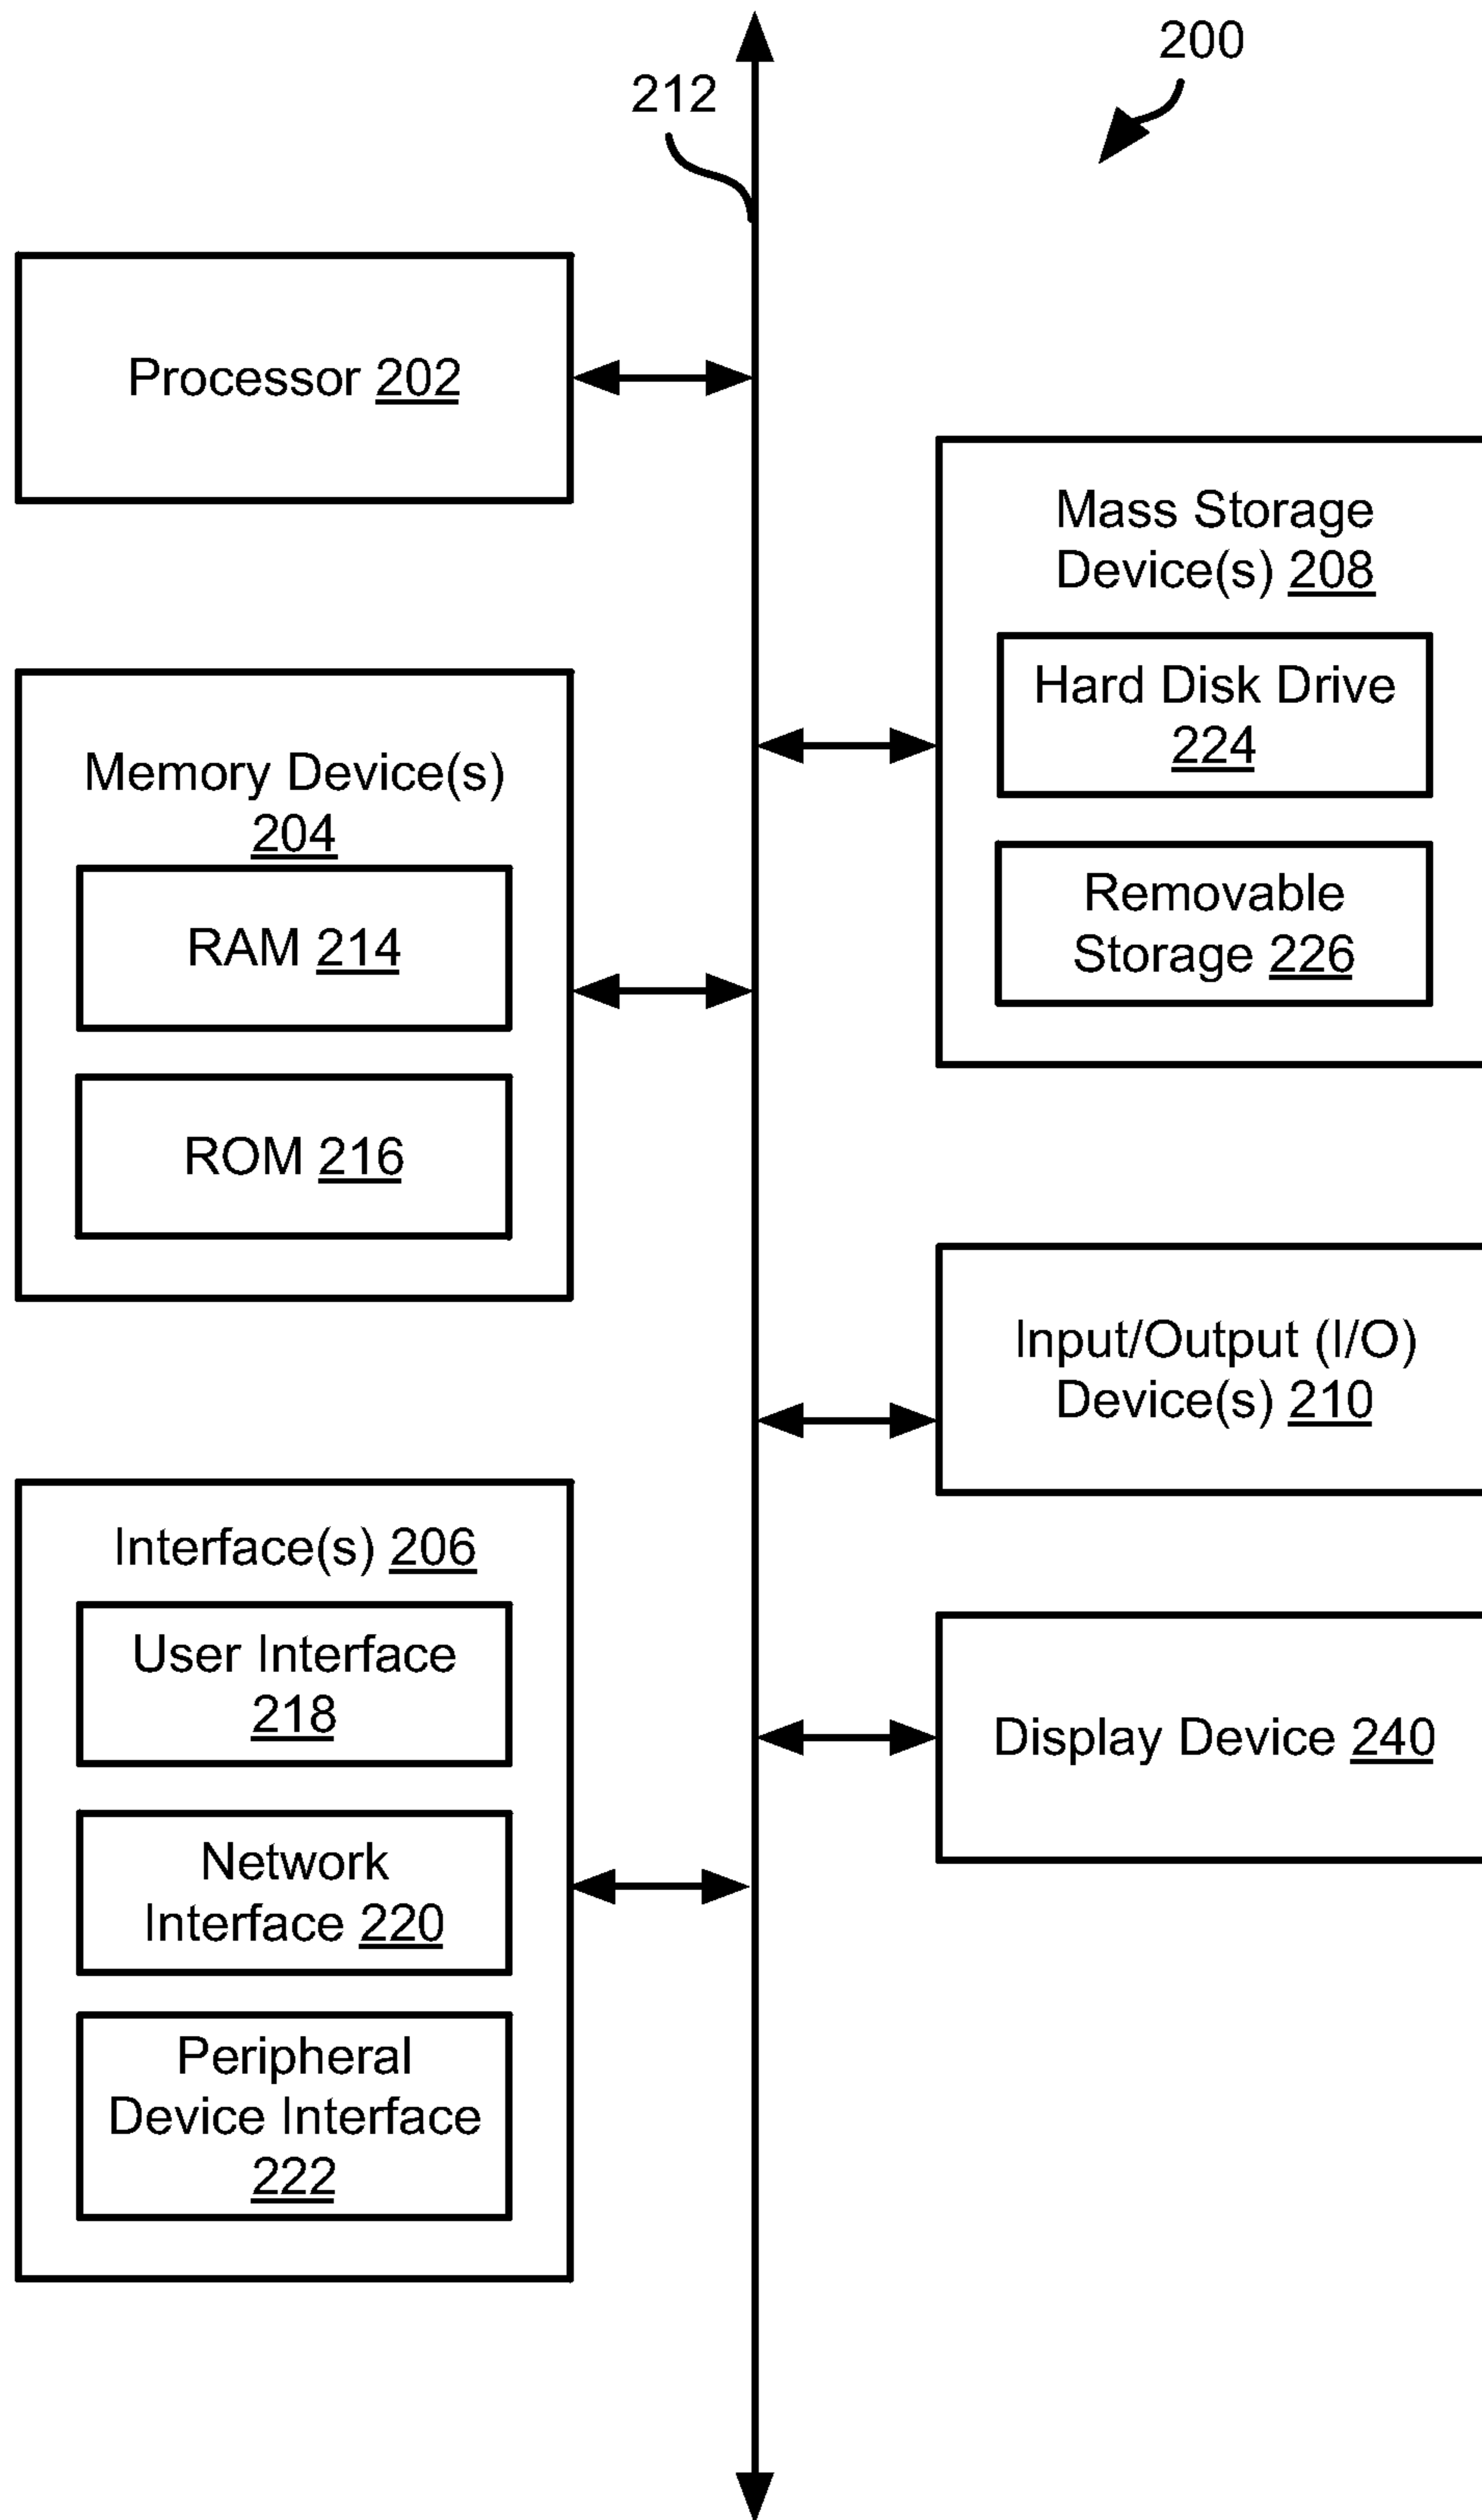 200
212
Processor 202
Mass Storage
Device(s) 208
Hard Disk Drive
224
Removable
Storage 226
Memory Device(s)
204
RAM 214
ROM 216
Input/Output (I/O)
Device(s) 210
Interface(s) 206
User Interface
218
Network
Interface 220
Peripheral
Device Interface
222
Display Device 240